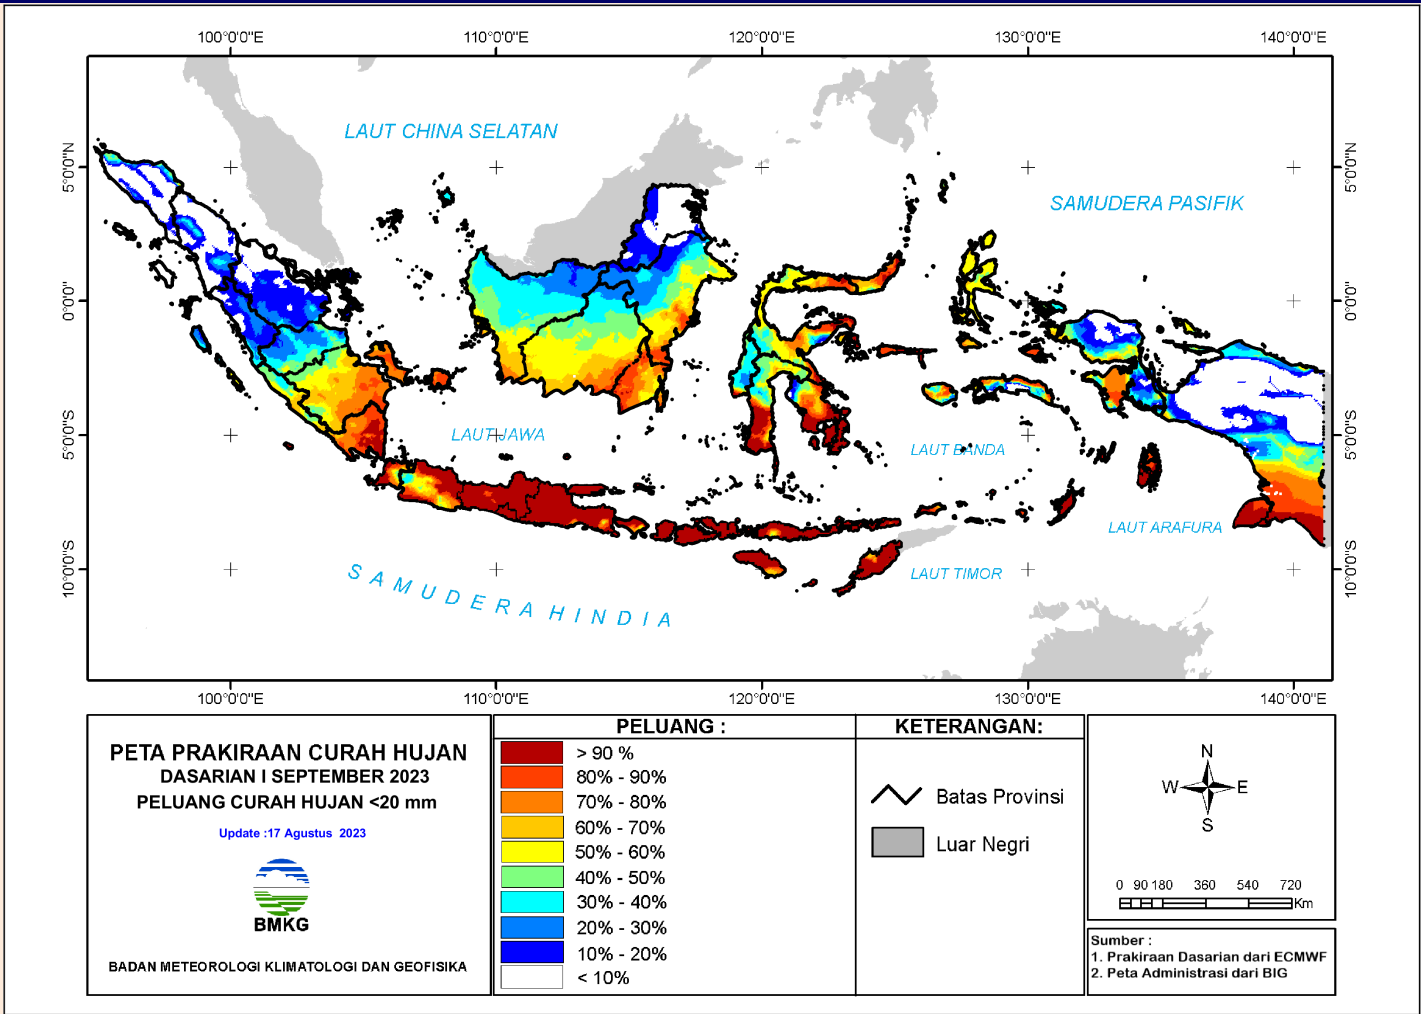 100°0'0"E 110°0'0"E 120°0'0"E 130°0'0"E 140°0'0"E
LAUT CHINA SELATAN
SAMUDERA PASIFIK
5°0'0"N
5°0'0"N
0°0'0"
0°0'0"
LAUT JAWA
LAUT BANDA
5°0'0"S
5°0'0"S
LAUT ARAFURA
LAUT TIMOR
SAMUDERA HINDIA
10°0'0"S
10°0'0"S
100°0'0"E 110°0'0"E 120°0'0"E 130°0'0"E 140°0'0"E
PETA PRAKIRAAN CURAH HUJAN
DASARIAN I SEPTEMBER 2023
PELUANG CURAH HUJAN <20 mm
Update :17 Agustus 2023
BMKG
BADAN METEOROLOGI KLIMATOLOGI DAN GEOFISIKA
PELUANG :
> 90 %
80% - 90%
70% - 80%
60% - 70%
50% - 60%
40% - 50%
30% - 40%
20% - 30%
10% - 20%
< 10%
KETERANGAN:
Batas Provinsi
Luar Negri
N
W E
S
0 90 180 360 540 720
Km
Sumber :
1. Prakiraan Dasarian dari ECMWF
2. Peta Administrasi dari BIG